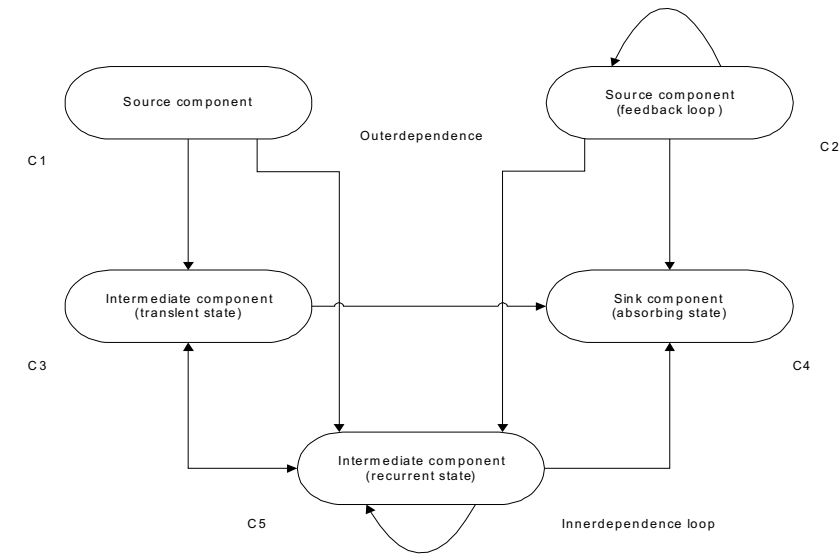 Source component
Source component
(feedback loop)
Outerdependence
C1
C2
Intermediate component
(translent state)
Sink component
(absorbing state)
C3
C4
Intermediate component
(recurrent state)
C5
Innerdependence loop